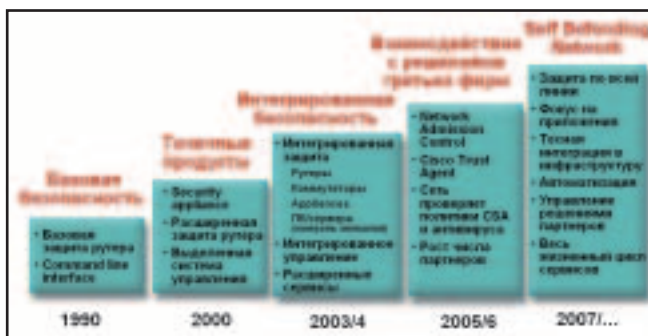 Базовая
безопасность
Базовая
защита рутера
Command line
interface
1990
Точечные
продукты
Security
appliance
Расширенная
защита рутера
Выделенная
система
управления
2000
Интегрированная
безопасность
Интегрированная
защита
Рутеры
Коммутаторы
ПК/серверы
Интегрированное
управление
Расширенные
сервисы
2003/4
Взаимодействие
с решениями
третьих фирм
Network
Admission
Control
Cisco Trust
Agent
Сеть
проверяет
политики CSA
и антивируса
Рост числа
партнеров
2005/6
Self Defending
Network
Защита по всей
линии
Фокус на
приложения
Тесная
интеграция в
инфраструктуру
Автоматизация
Управление
решениями
партнеров
Весь
жизненный цикл
сервисов
2007/...